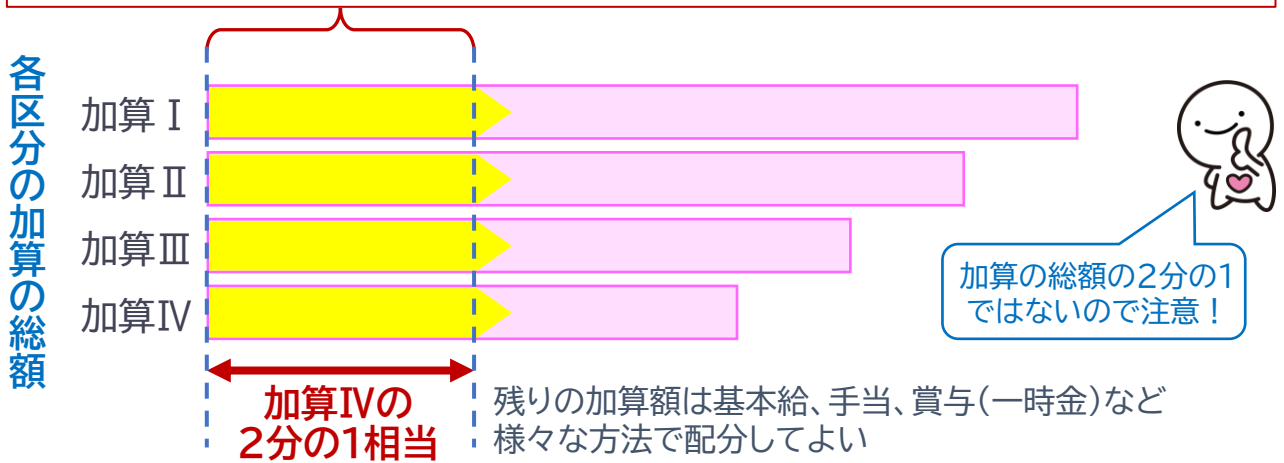 各区分の加算の総額
加算Ⅰ
加算Ⅱ
加算Ⅲ
加算Ⅳ
加算の総額の2分の1
ではないので注意！
加算Ⅳの
2分の1相当
残りの加算額は基本給、手当、賞与(一時金)など
様々な方法で配分してよい